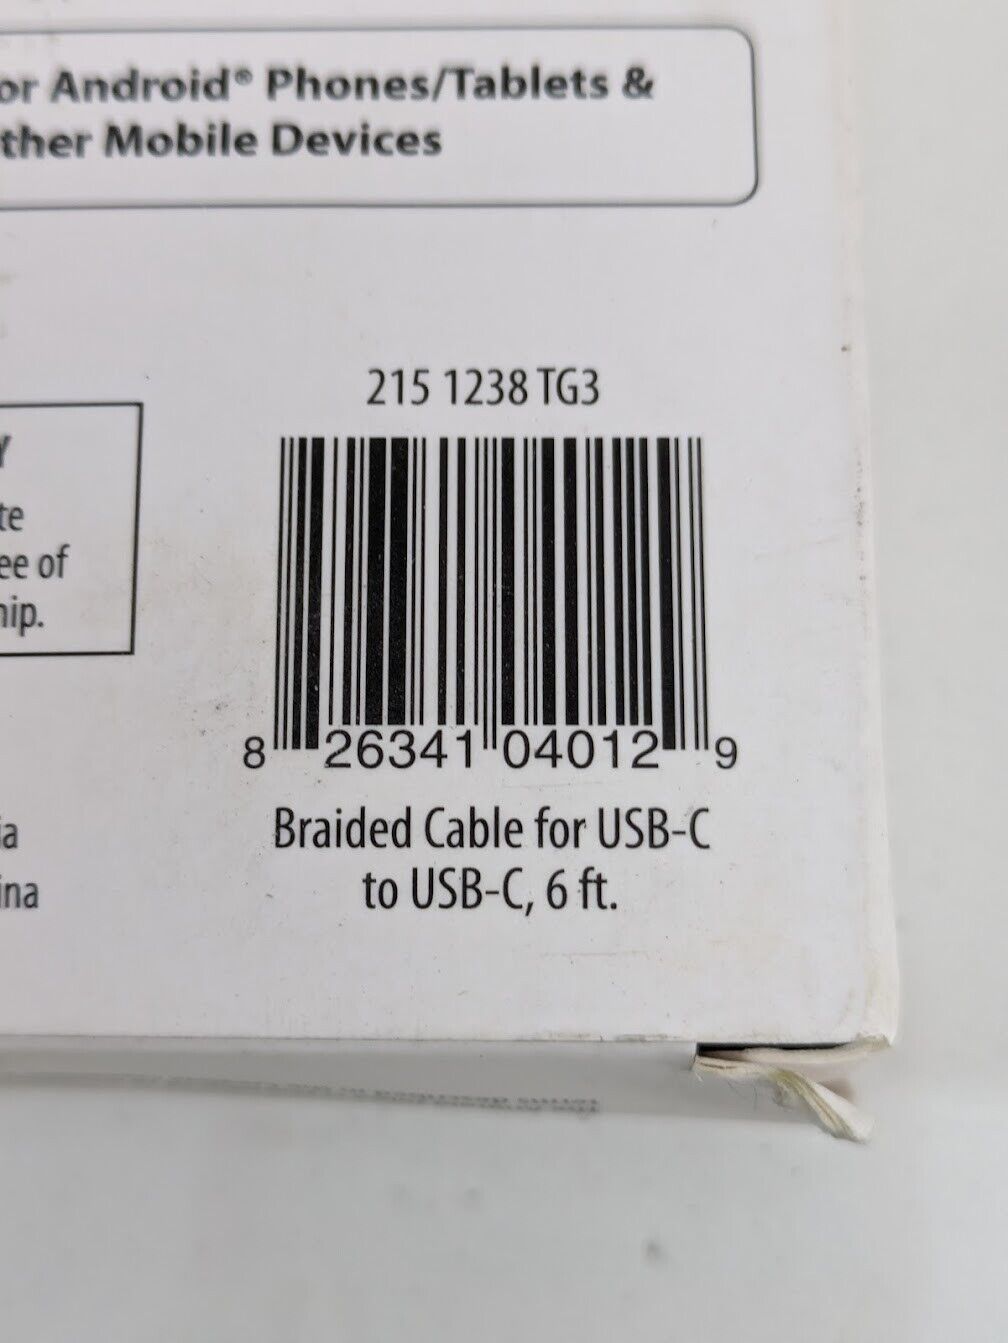 or Android® Phones/Tablets &
ther Mobile Devices
215 1238 TG3
Y
te
ee of
hip.
8 26341 04012 9
ia
ina
Braided Cable for USB-C
to USB-C, 6 ft.